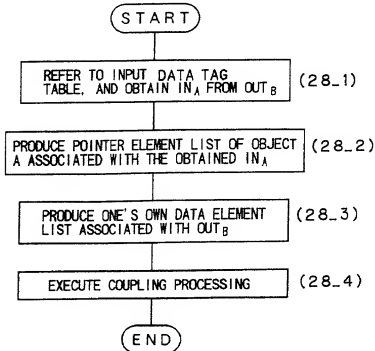 START
REFER TO INPUT DATA TAG
TABLE, AND OBTAIN INA FROM OUTB
(28_1)
PRODUCE POINTER ELEMENT LIST OF OBJECT
A ASSOCIATED WITH THE OBTAINED INA
(28_2)
PRODUCE ONE'S OWN DATA ELEMENT
LIST ASSOCIATED WITH OUTB
(28_3)
EXECUTE COUPLING PROCESSING
(28_4)
END